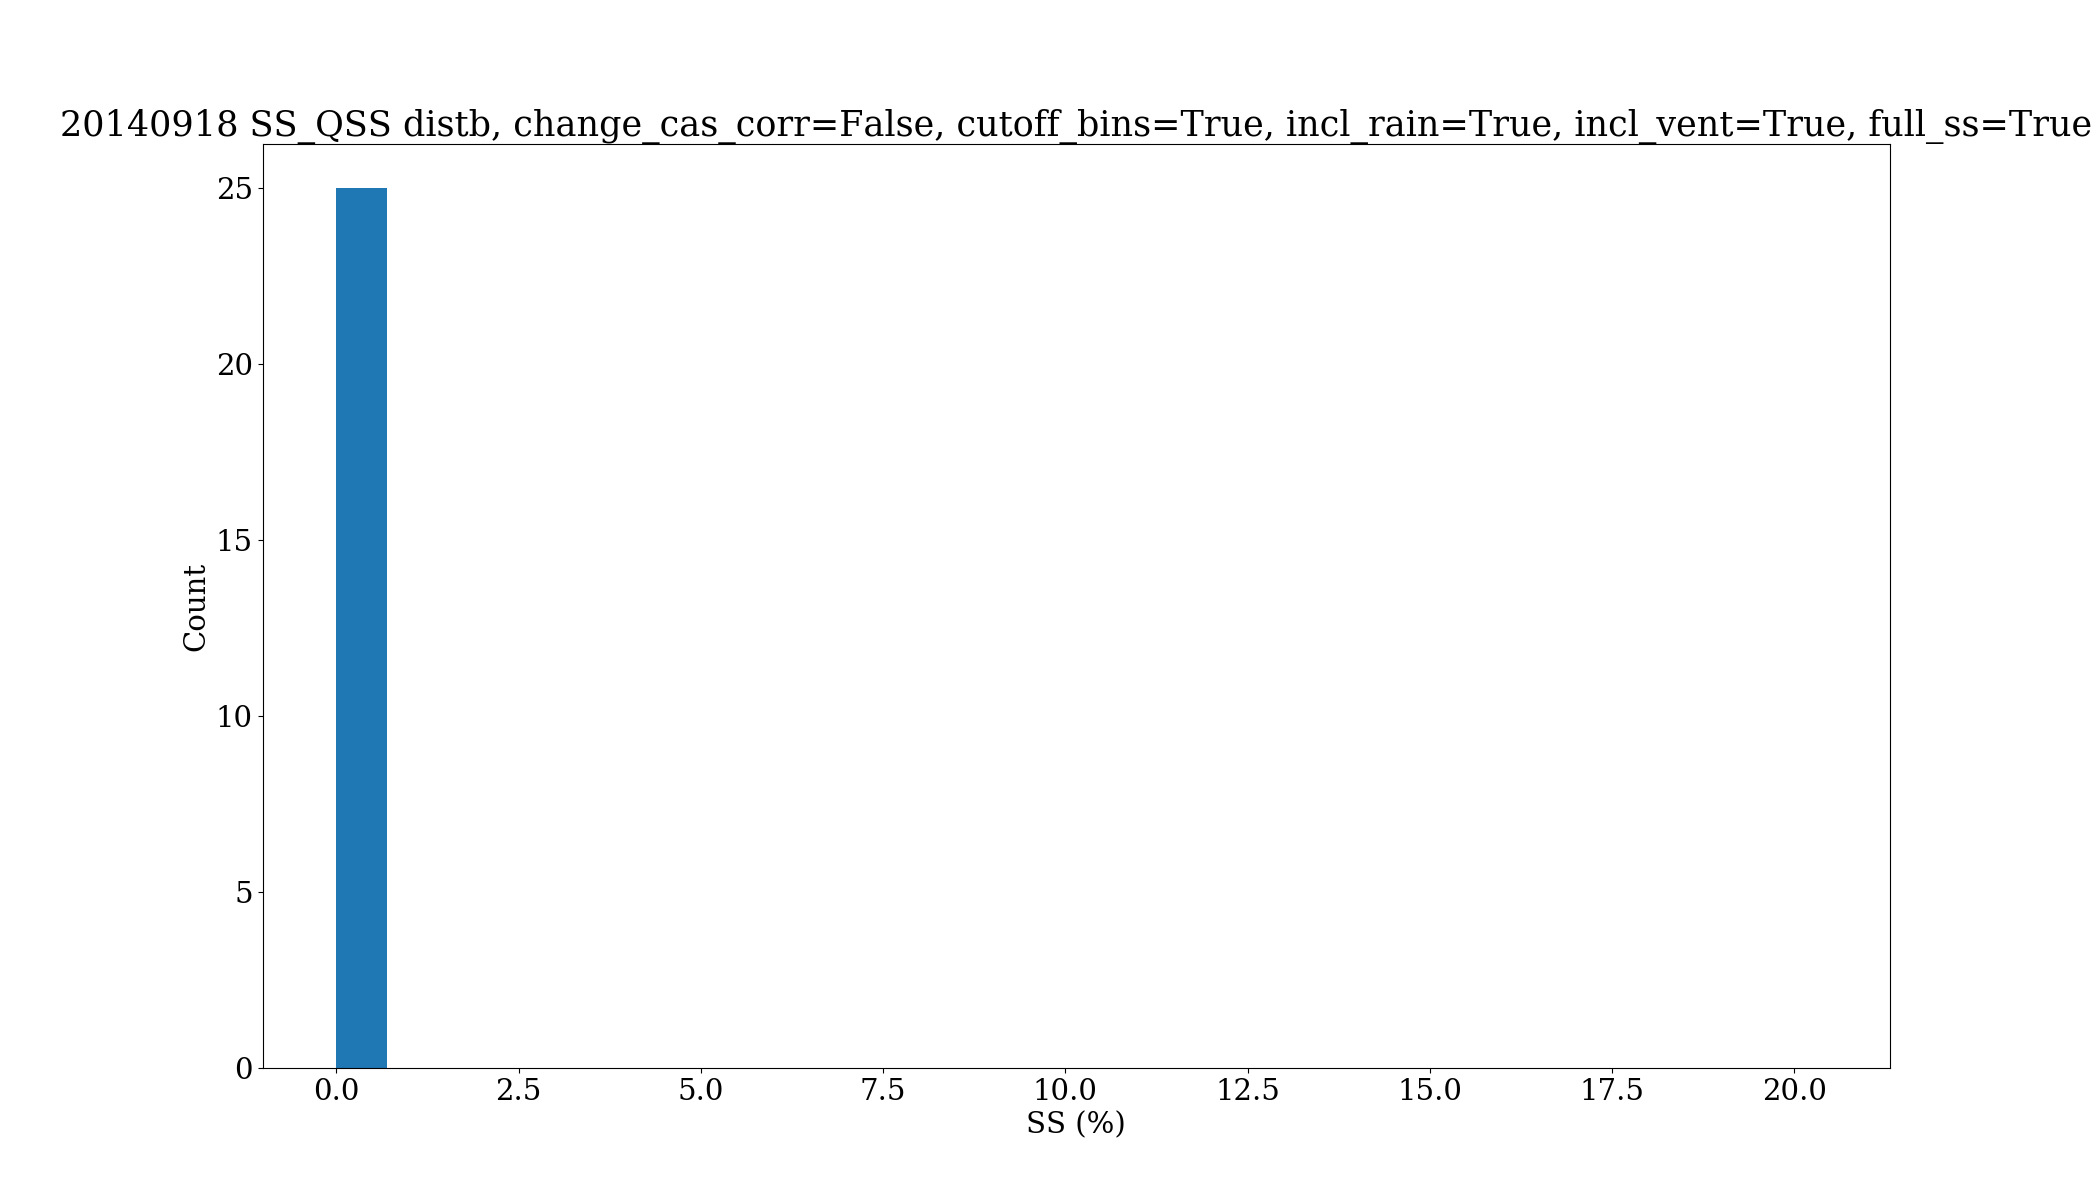 20140918 SS_QSS distb, change_cas_corr=False, cutoff_bins=True, incl_rain=True, incl_vent=True, full_ss=True
25
20
15
10
5
0
Count
0.0 2.5 5.0 7.5 10.0 12.5 15.0 17.5 20.0
SS (%)